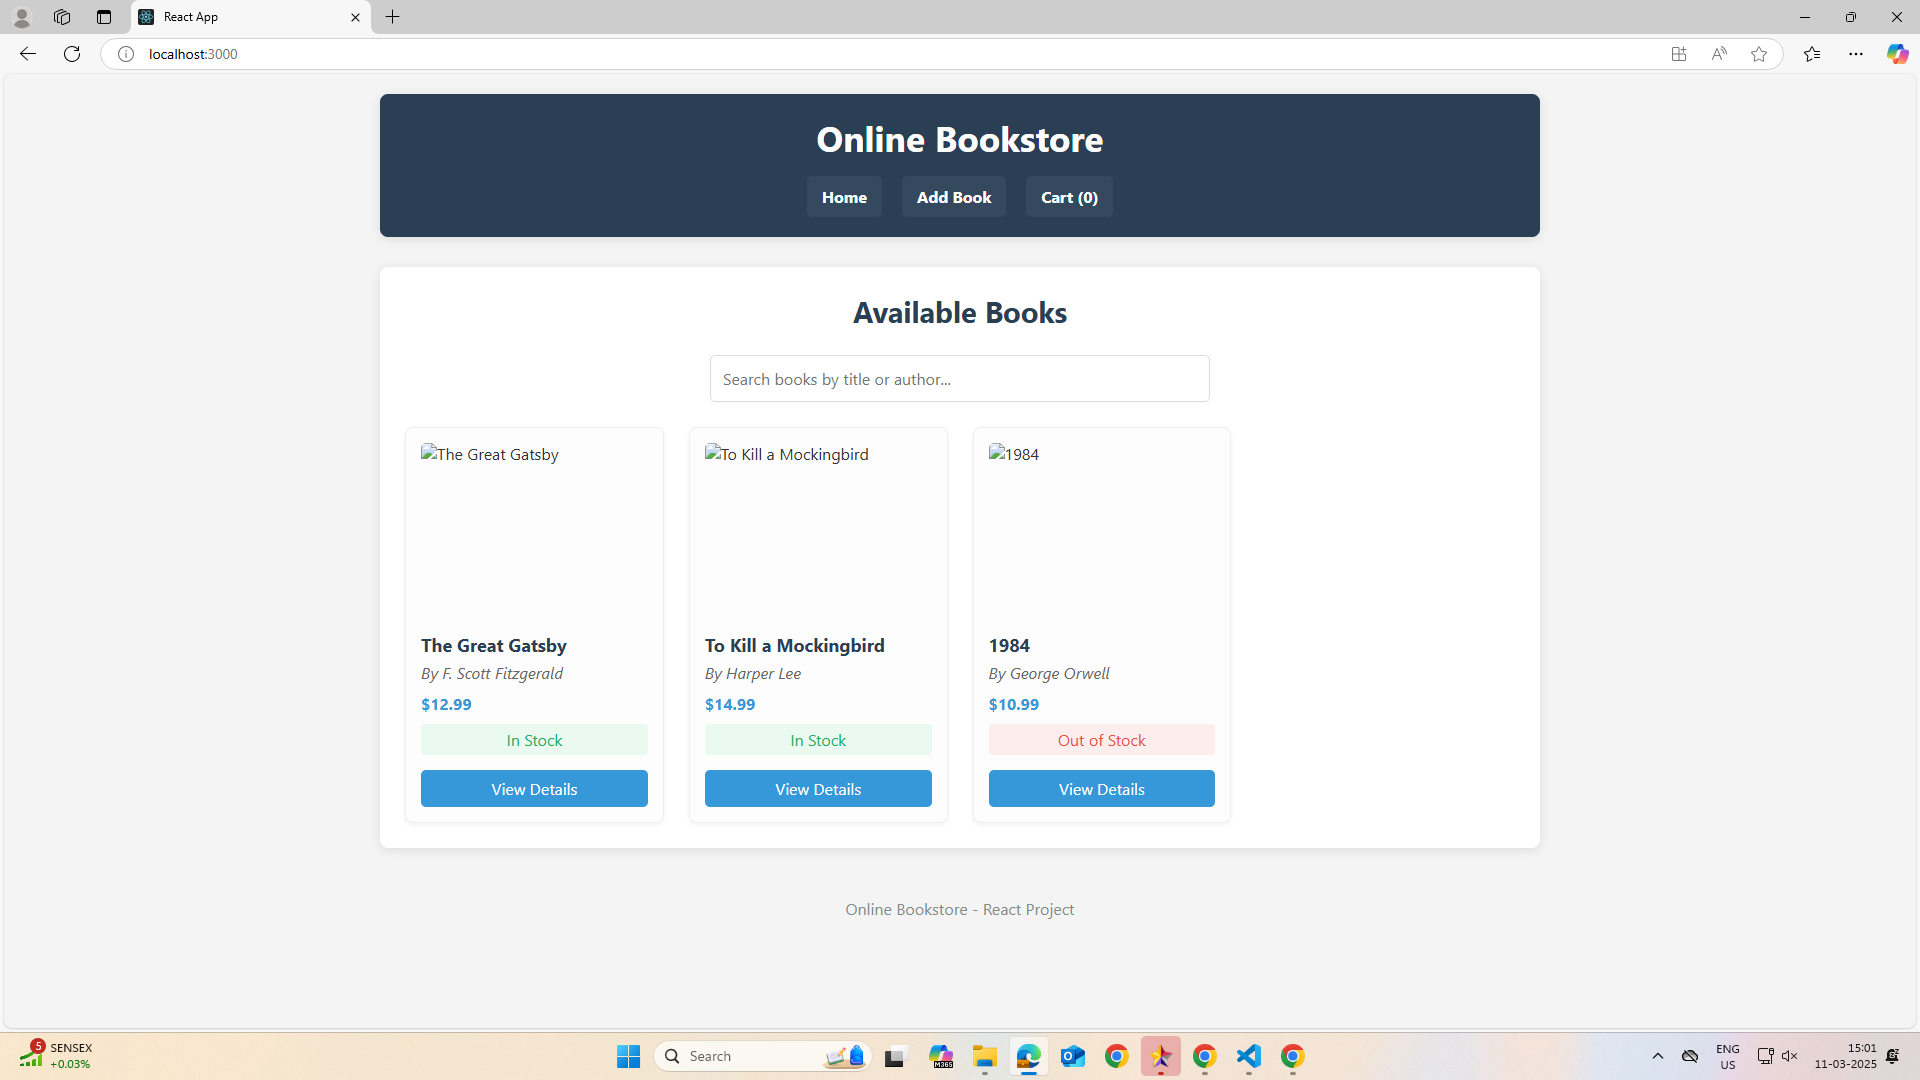 React App
localhost:3000
Online Bookstore
Home Add Book Cart (0)
Available Books
Search books by title or author...
The Great Gatsby
To Kill a Mockingbird
1984
The Great Gatsby
By F. Scott Fitzgerald
$12.99
In Stock
View Details
To Kill a Mockingbird
By Harper Lee
$14.99
In Stock
View Details
1984
By George Orwell
$10.99
Out of Stock
View Details
Online Bookstore - React Project
5
SENSEX
+0.03%
Search
M365
ENG
US
15:01
11-03-2025